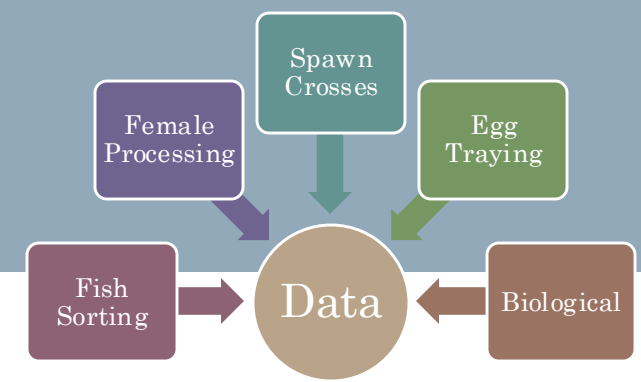 Spawn
Crosses
Female
Processing
Egg
Traying
Fish
Sorting
Data
Biological